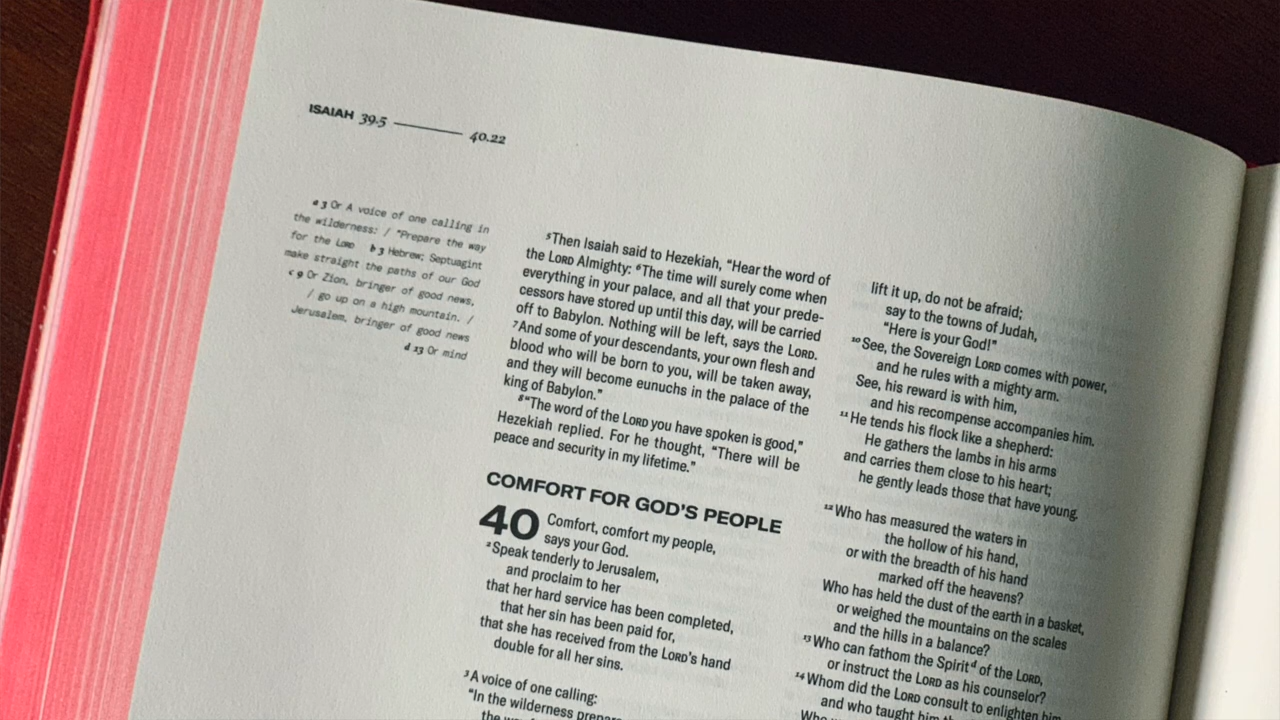 ISAIAH 39.5 — 40.22
a 3 Or A voice of one calling in
the wilderness: / "Prepare the way
for the LORD b 3 Hebrew; Septuagint
make straight the paths of our God
c 9 Or Zion, bringer of good news,
/ go up on a high mountain. /
Jerusalem, bringer of good news
d 13 Or mind
5Then Isaiah said to Hezekiah, "Hear the word of
the LORD Almighty: 6The time will surely come when
everything in your palace, and all that your prede-
cessors have stored up until this day, will be carried
off to Babylon. Nothing will be left, says the LORD.
7And some of your descendants, your own flesh and
blood who will be born to you, will be taken away,
and they will become eunuchs in the palace of the
king of Babylon."
8"The word of the LORD you have spoken is good,"
Hezekiah replied. For he thought, "There will be
peace and security in my lifetime."
COMFORT FOR GOD'S PEOPLE
40 Comfort, comfort my people,
says your God.
2Speak tenderly to Jerusalem,
and proclaim to her
that her hard service has been completed,
that her sin has been paid for,
that she has received from the LORD's hand
double for all her sins.
3A voice of one calling:
"In the wilderness prepare
the way
lift it up, do not be afraid;
say to the towns of Judah,
"Here is your God!"
10See, the Sovereign LORD comes with power,
and he rules with a mighty arm.
See, his reward is with him,
and his recompense accompanies him.
11He tends his flock like a shepherd:
He gathers the lambs in his arms
and carries them close to his heart;
he gently leads those that have young.
12Who has measured the waters in
the hollow of his hand,
or with the breadth of his hand
marked off the heavens?
Who has held the dust of the earth in a basket,
or weighed the mountains on the scales
and the hills in a balance?
13Who can fathom the Spirit d of the LORD,
or instruct the LORD as his counselor?
14Whom did the LORD consult to enlighten him,
and who taught him
Who